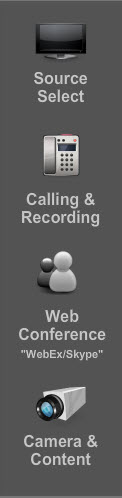 Source
Select
Calling &
Recording
Web
Conference
"WebEx/Skype"
Camera &
Content